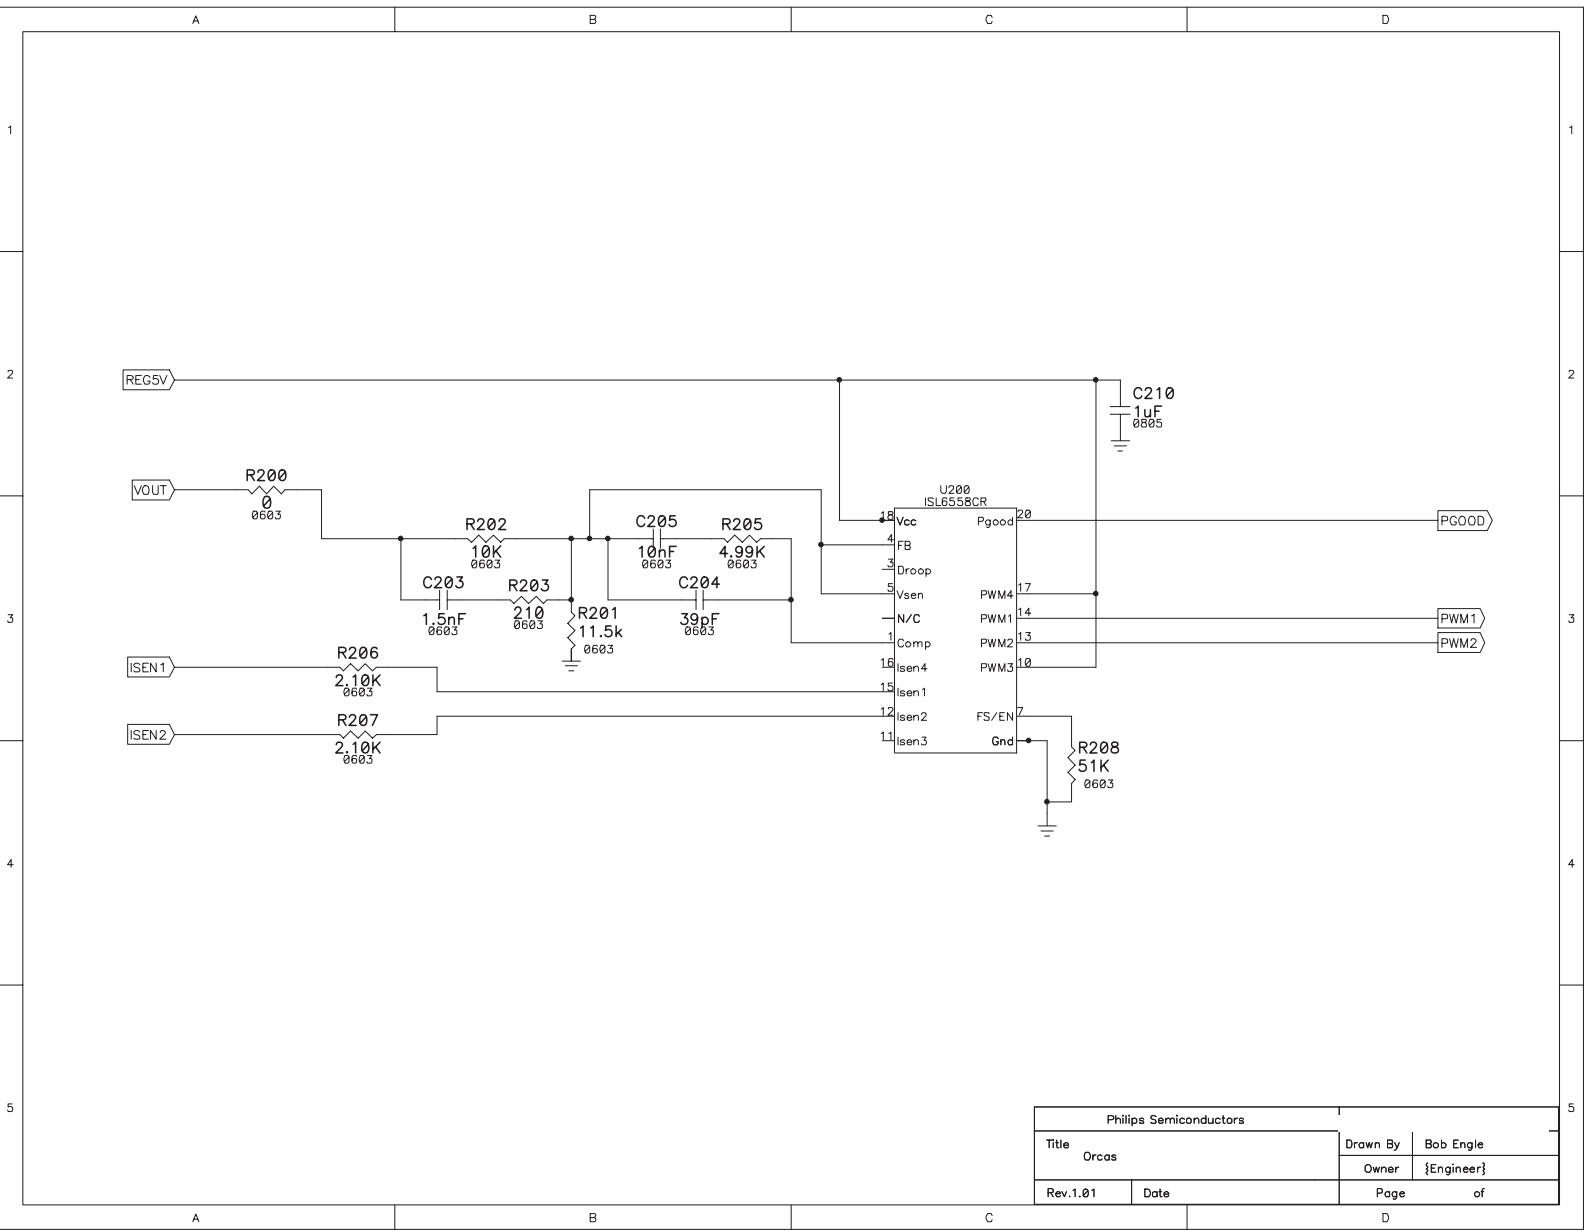 A B C D
1 1
2 2
REG5V
C210
1uF
0805
VOUT
R200
0
0603
U200
ISL6558CR
R202
10K
0603
C205
10nF
0603
R205
4.99K
0603
18 Vcc Pgood 20
PGOOD
4 FB
3 Droop
C203
1.5nF
0603
R203
210
0603
R201
11.5k
0603
C204
39pF
0603
5 Vsen PWM4 17
3 3
N/C PWM1 14
PWM1
1 Comp PWM2 13
PWM2
ISEN1
R206
2.10K
0603
16 Isen4 PWM3 10
15 Isen1
ISEN2
R207
2.10K
0603
12 Isen2 FS/EN 7
11 Isen3 Gnd
R208
51K
0603
4 4
5 5
Philips Semiconductors
Title
Orcas
Drawn By Bob Engle
Owner {Engineer}
Rev.1.01 Date Page of
A B C D